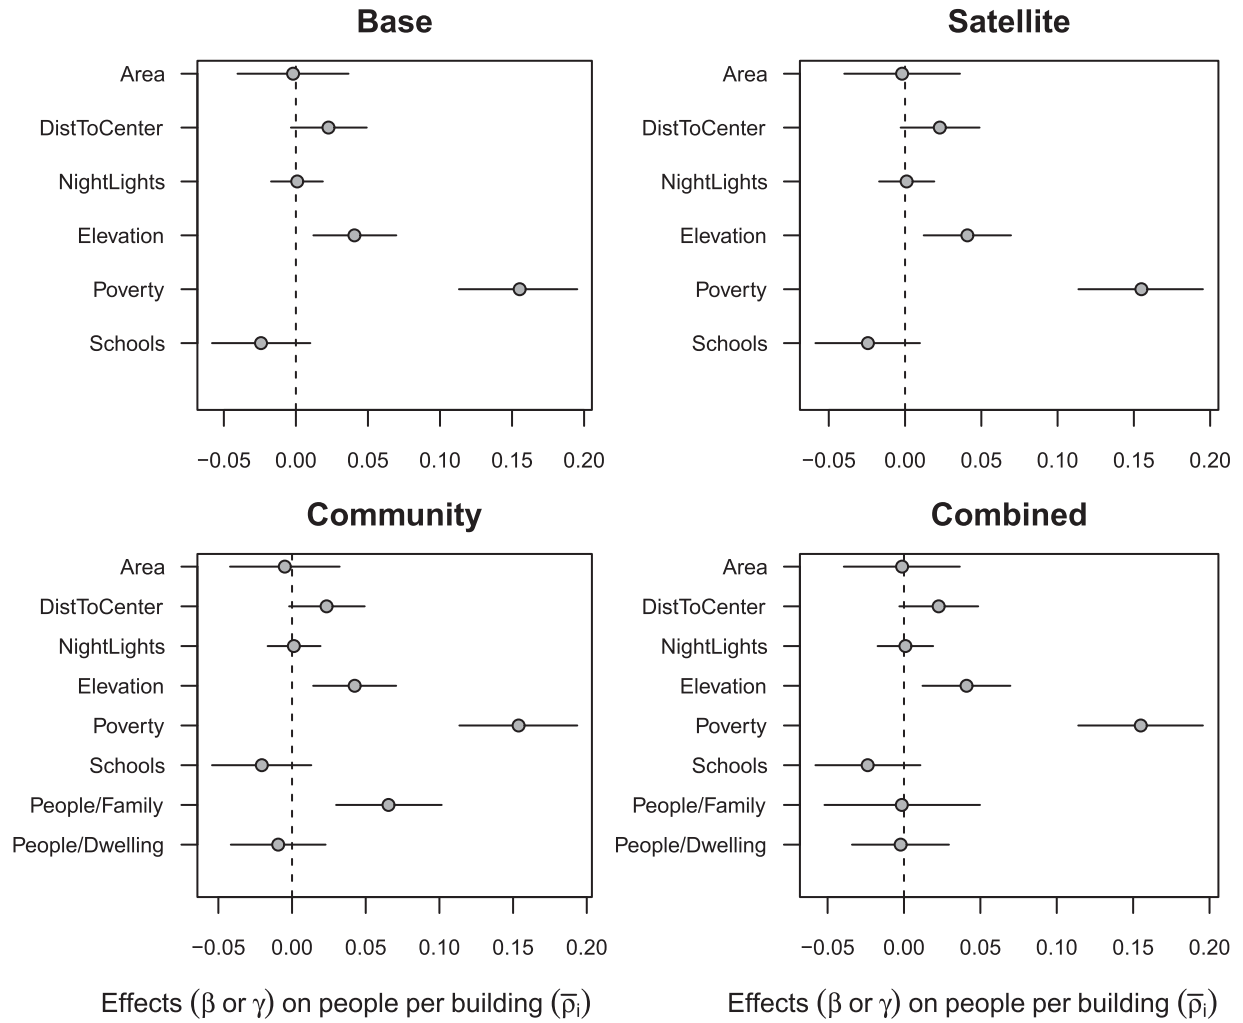 Base
Area
DistToCenter
NightLights
Elevation
Poverty
Schools
−0.05 0.00 0.05 0.10 0.15 0.20
Satellite
Area
DistToCenter
NightLights
Elevation
Poverty
Schools
−0.05 0.00 0.05 0.10 0.15 0.20
Community
Area
DistToCenter
NightLights
Elevation
Poverty
Schools
People/Family
People/Dwelling
−0.05 0.00 0.05 0.10 0.15 0.20
Effects (β or γ) on people per building (ρ̅ᵢ)
Combined
Area
DistToCenter
NightLights
Elevation
Poverty
Schools
People/Family
People/Dwelling
−0.05 0.00 0.05 0.10 0.15 0.20
Effects (β or γ) on people per building (ρ̅ᵢ)